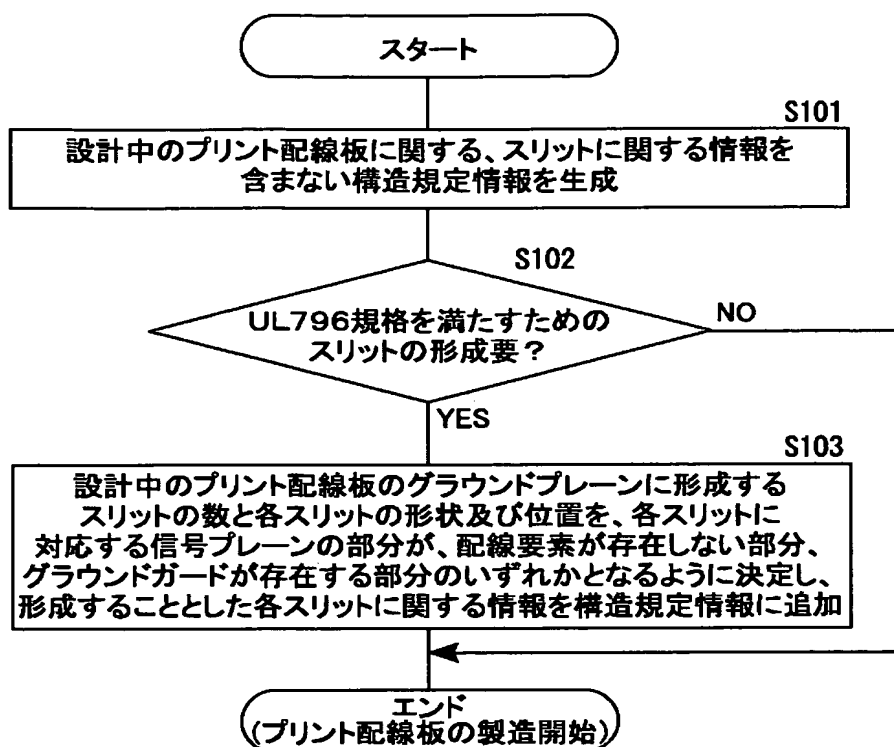 スタート
S101
設計中のプリント配線板に関する、スリットに関する情報を
含まない構造規定情報を生成
S102
UL796規格を満たすための
スリットの形成要？
NO
YES
S103
設計中のプリント配線板のグラウンドプレーンに形成する
スリットの数と各スリットの形状及び位置を、各スリットに
対応する信号プレーンの部分が、配線要素が存在しない部分、
グラウンドガードが存在する部分のいずれかとなるように決定し、
形成することとした各スリットに関する情報を構造規定情報に追加
エンド
(プリント配線板の製造開始)